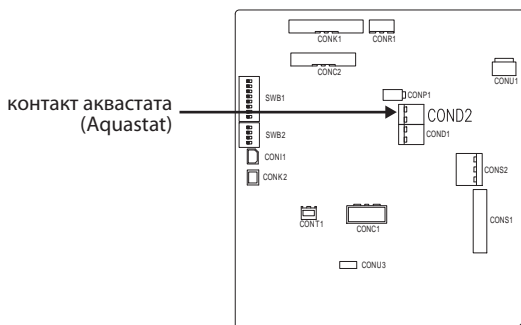 CONK1 CONR1
CONC2
CONU1
CONP1
SWB1
контакт аквастата
(Aquastat)
COND2
COND1
SWB2
CONI1
CONK2
CONS2
CONT1
CONC1
CONS1
CONU3